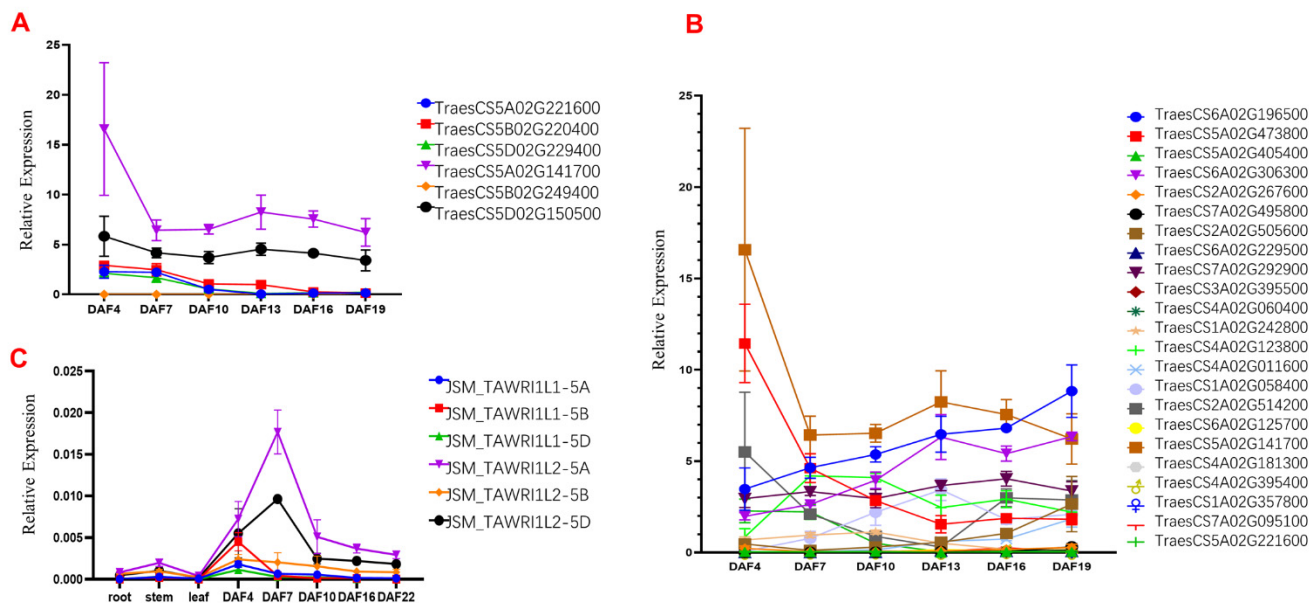 A
25
20
15
10
5
0
Relative Expression
DAF4 DAF7 DAF10 DAF13 DAF16 DAF19
TraesCS5A02G221600
TraesCS5B02G220400
TraesCS5D02G229400
TraesCS5A02G141700
TraesCS5B02G249400
TraesCS5D02G150500
C
0.025
0.020
0.015
0.010
0.005
0.000
Relative Expression
root stem leaf DAF4 DAF7 DAF10 DAF16 DAF22
JSM_TAWRI1L1-5A
JSM_TAWRI1L1-5B
JSM_TAWRI1L1-5D
JSM_TAWRI1L2-5A
JSM_TAWRI1L2-5B
JSM_TAWRI1L2-5D
B
25
20
15
10
5
0
Relative Expression
DAF4 DAF7 DAF10 DAF13 DAF16 DAF19
TraesCS6A02G196500
TraesCS5A02G473800
TraesCS5A02G405400
TraesCS6A02G306300
TraesCS2A02G267600
TraesCS7A02G495800
TraesCS2A02G505600
TraesCS6A02G229500
TraesCS7A02G292900
TraesCS3A02G395500
TraesCS4A02G060400
TraesCS1A02G242800
TraesCS4A02G123800
TraesCS4A02G011600
TraesCS1A02G058400
TraesCS2A02G514200
TraesCS6A02G125700
TraesCS5A02G141700
TraesCS4A02G181300
TraesCS4A02G395400
TraesCS1A02G357800
TraesCS7A02G095100
TraesCS5A02G221600